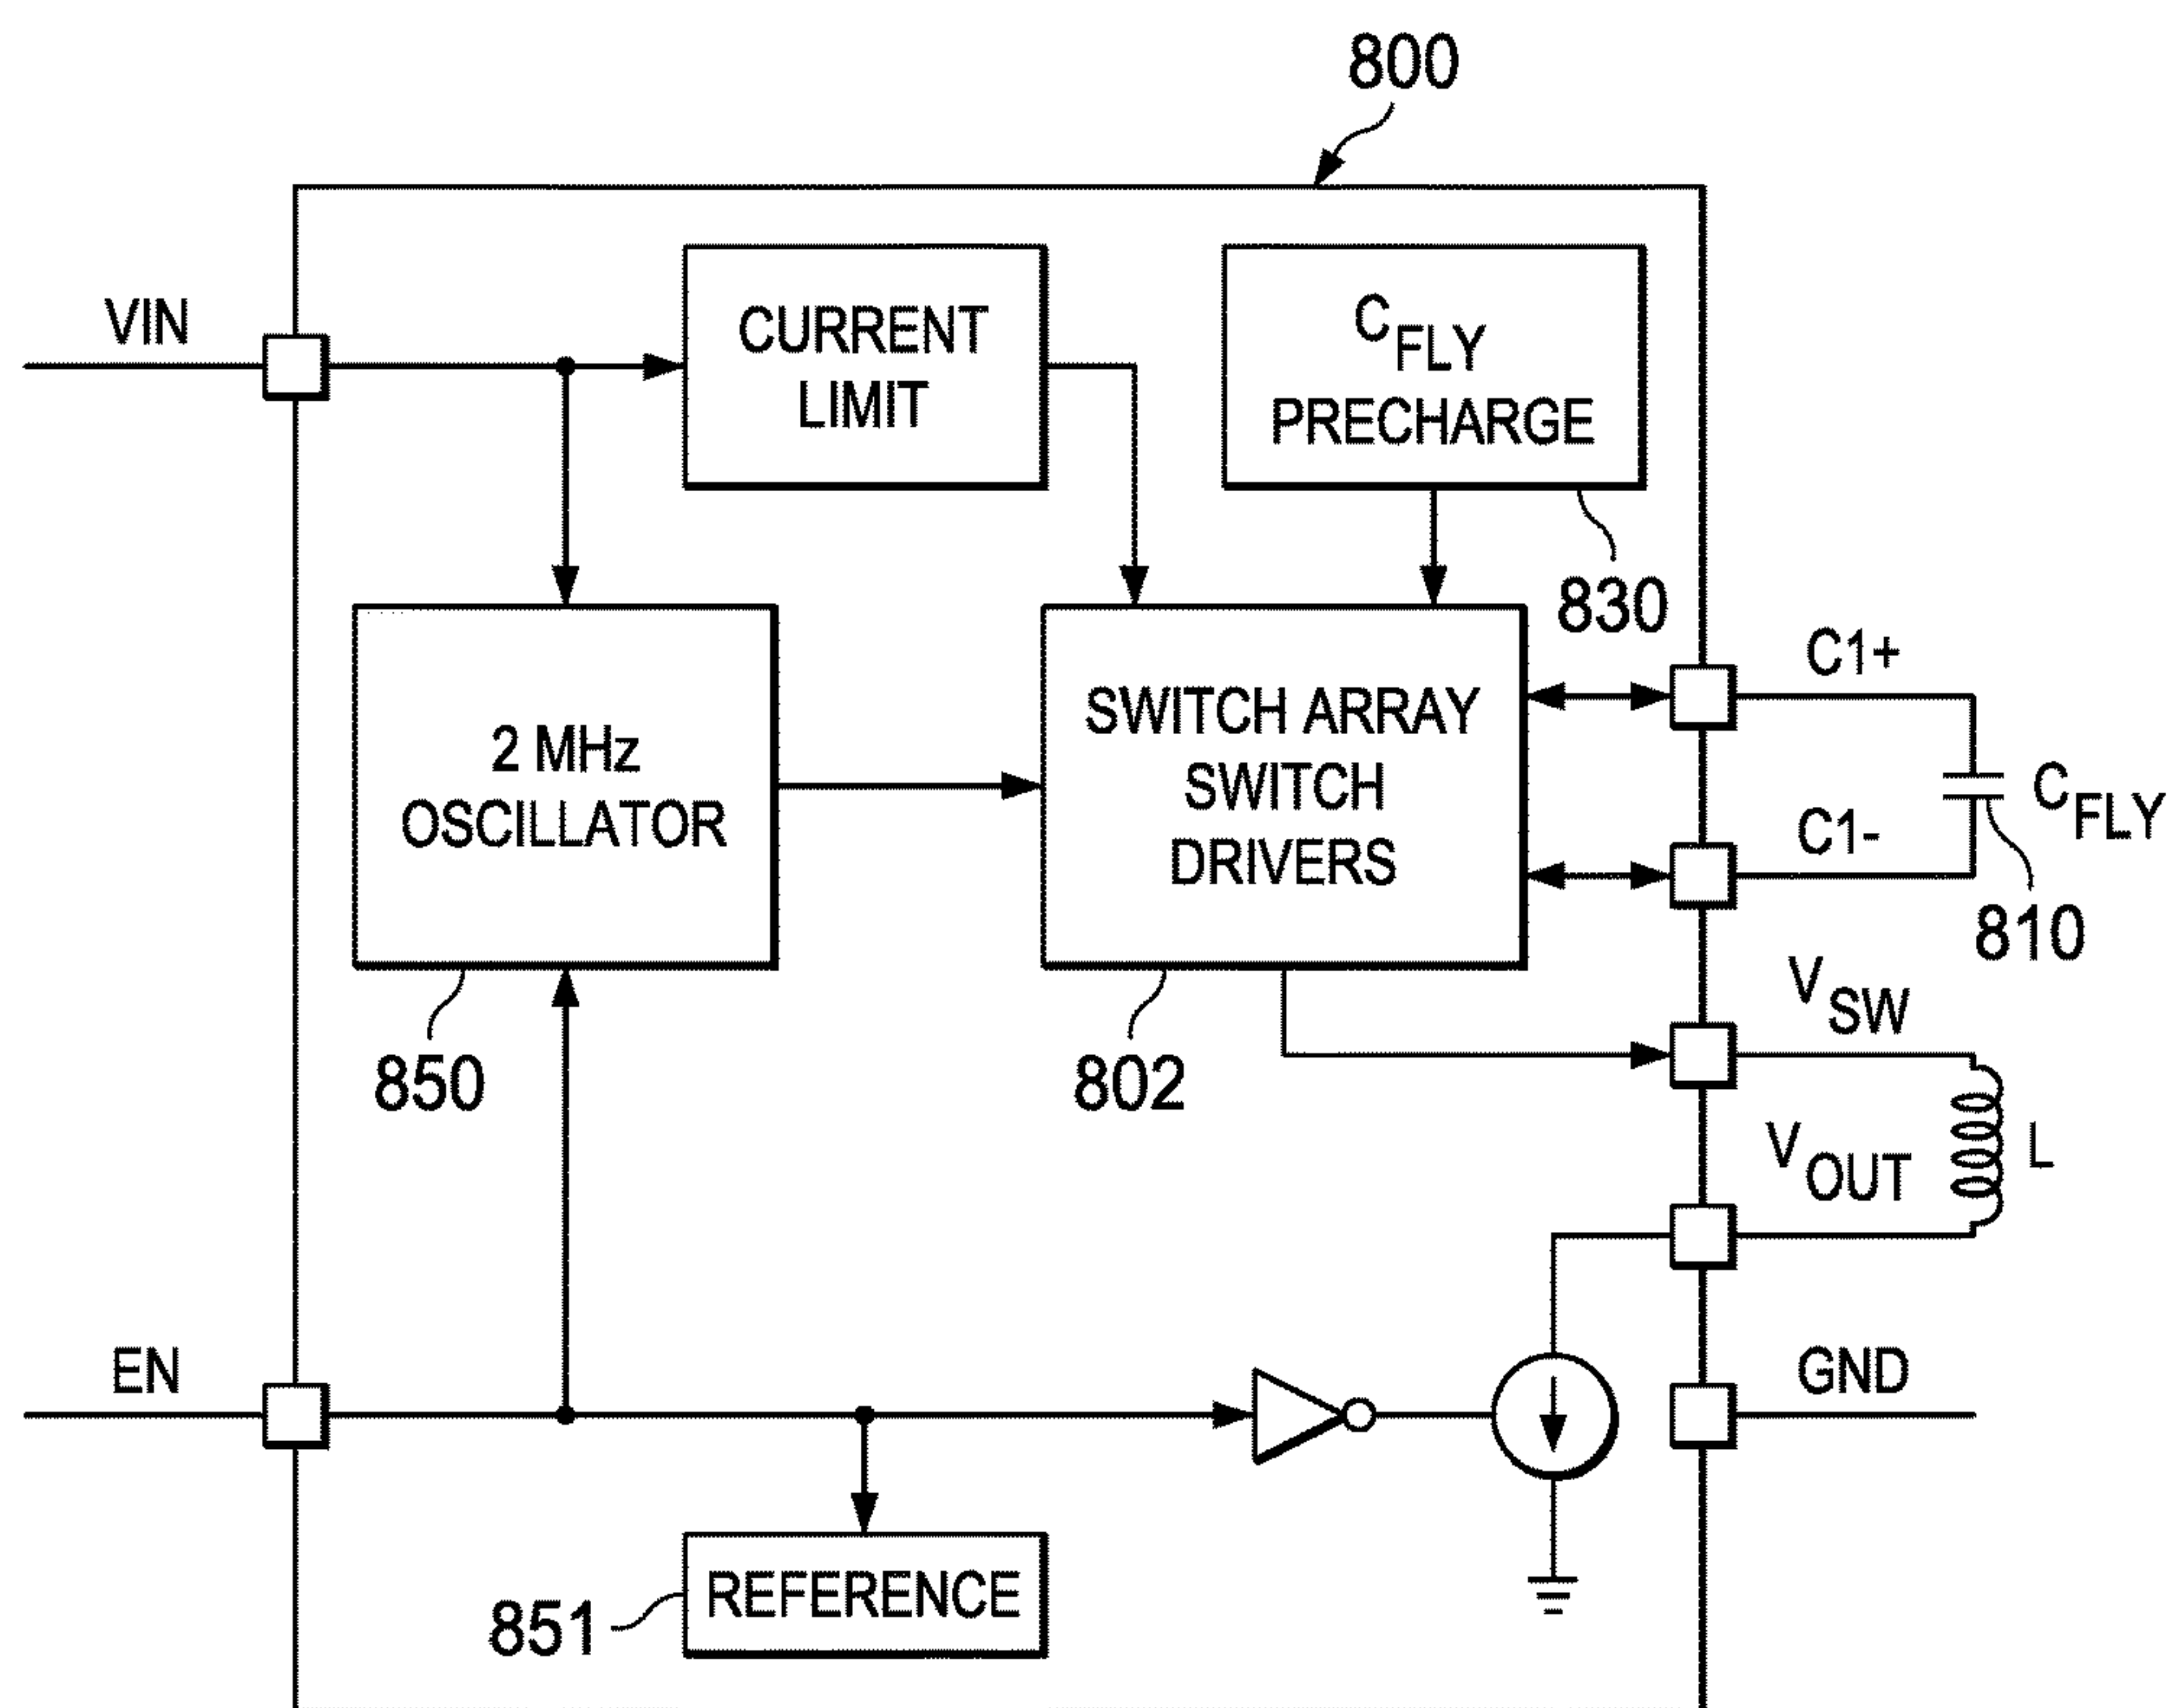 800
VIN
CURRENT
LIMIT
CFLY
PRECHARGE
830
2 MHz
OSCILLATOR
SWITCH ARRAY
SWITCH
DRIVERS
C1+
C1-
CFLY
810
850
802
VSW
VOUT
L
EN
GND
REFERENCE
851